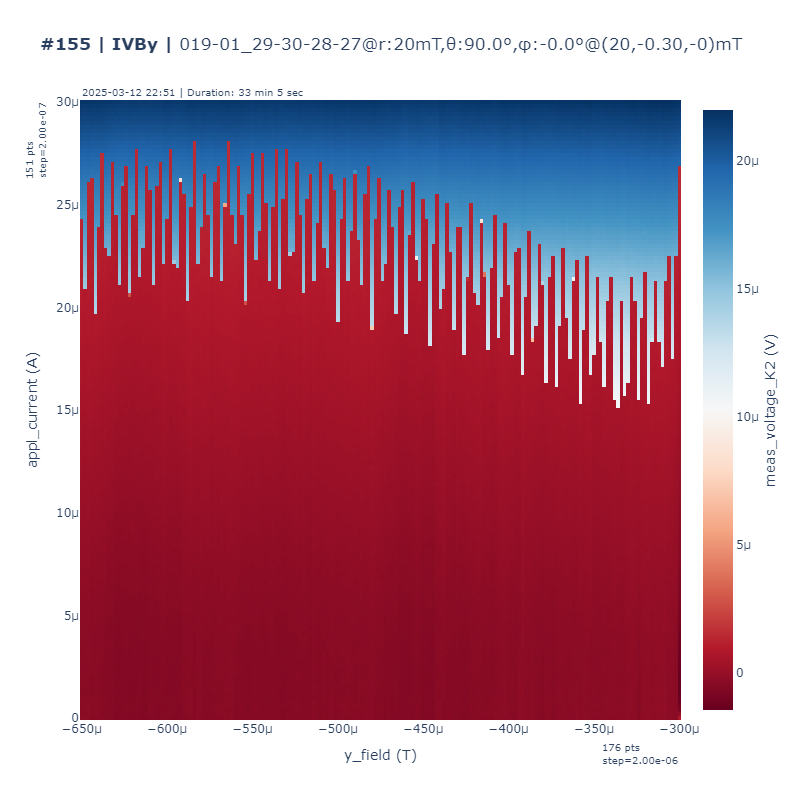 #155 | IVBy | 019-01_29-30-28-27@r:20mT,θ:90.0°,φ:-0.0°@(20,-0.30,-0)mT
2025-03-12 22:51 | Duration: 33 min 5 sec
151 pts
step=2.00e-07
30μ
25μ
20μ
15μ
10μ
5μ
0
appl_current (A)
−650μ
−600μ
−550μ
−500μ
−450μ
−400μ
−350μ
−300μ
y_field (T)
176 pts
step=2.00e-06
20μ
15μ
10μ
5μ
0
meas_voltage_K2 (V)